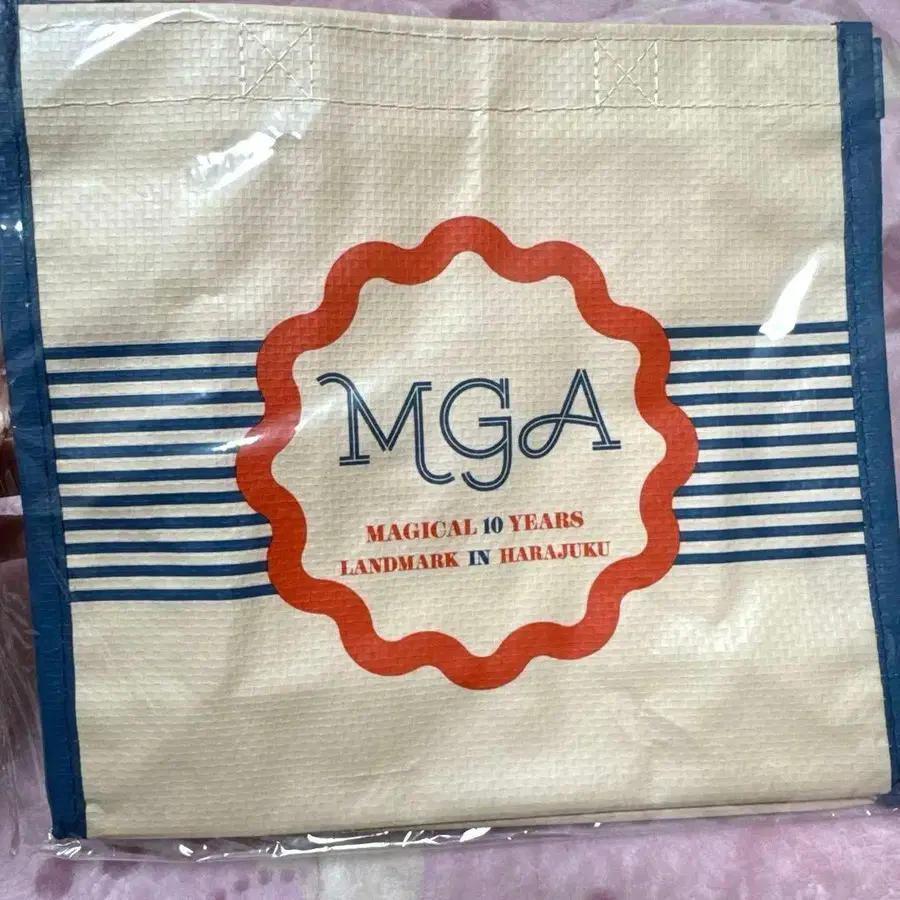 MGA
MAGICAL 10 YEARS
LANDMARK IN HARAJUKU